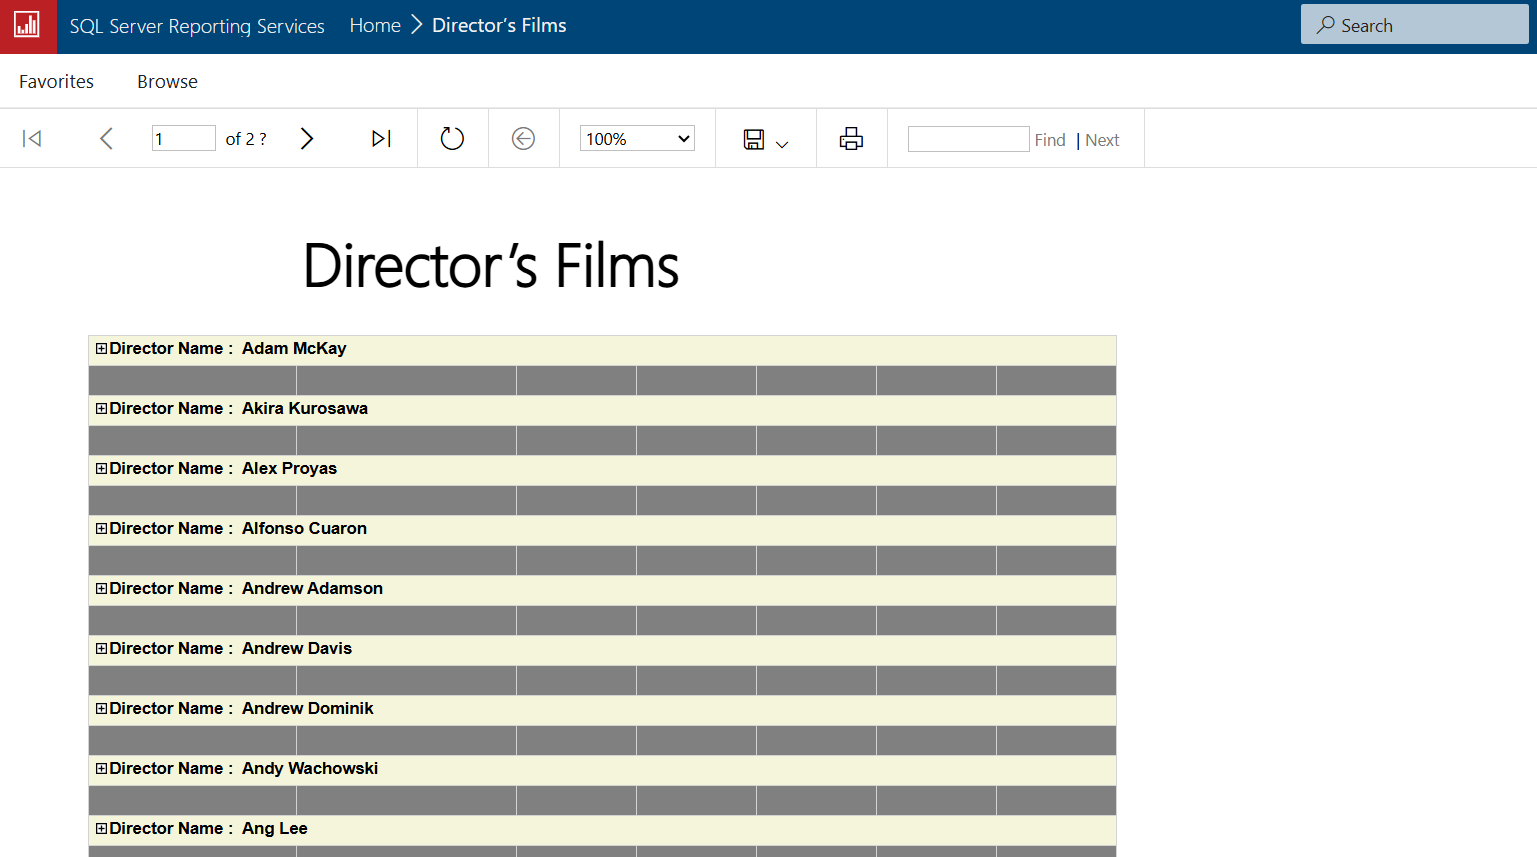 SQL Server Reporting Services Home Director's Films Search
Favorites Browse
1 of 2 ? 100% Find | Next
Director's Films
Director Name : Adam McKay
Director Name : Akira Kurosawa
Director Name : Alex Proyas
Director Name : Alfonso Cuaron
Director Name : Andrew Adamson
Director Name : Andrew Davis
Director Name : Andrew Dominik
Director Name : Andy Wachowski
Director Name : Ang Lee